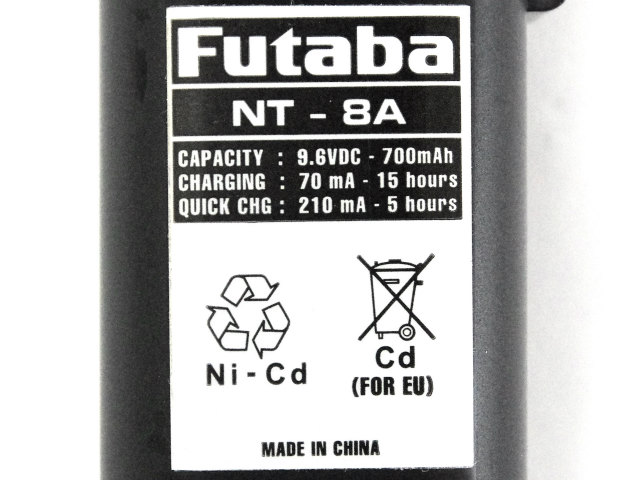 Futaba
NT - 8A
CAPACITY : 9.6VDC - 700mAh
CHARGING : 70 mA - 15 hours
QUICK CHG : 210 mA - 5 hours
Ni - Cd
Cd
(FOR EU)
MADE IN CHINA